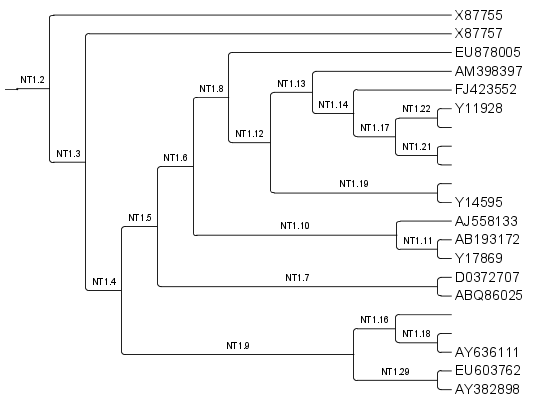 X87755
X87757
NT1.2
EU878005
AM398397
NT1.13
NT1.8
FJ423552
NT1.14
Y11928
NT1.22
NT1.17
NT1.12
NT1.21
NT1.3
NT1.6
NT1.19
Y14595
NT1.5
AJ558133
NT1.10
AB193172
NT1.11
Y17869
D0372707
NT1.7
NT1.4
ABQ86025
NT1.16
NT1.18
NT1.9
AY636111
EU603762
NT1.29
AY382898